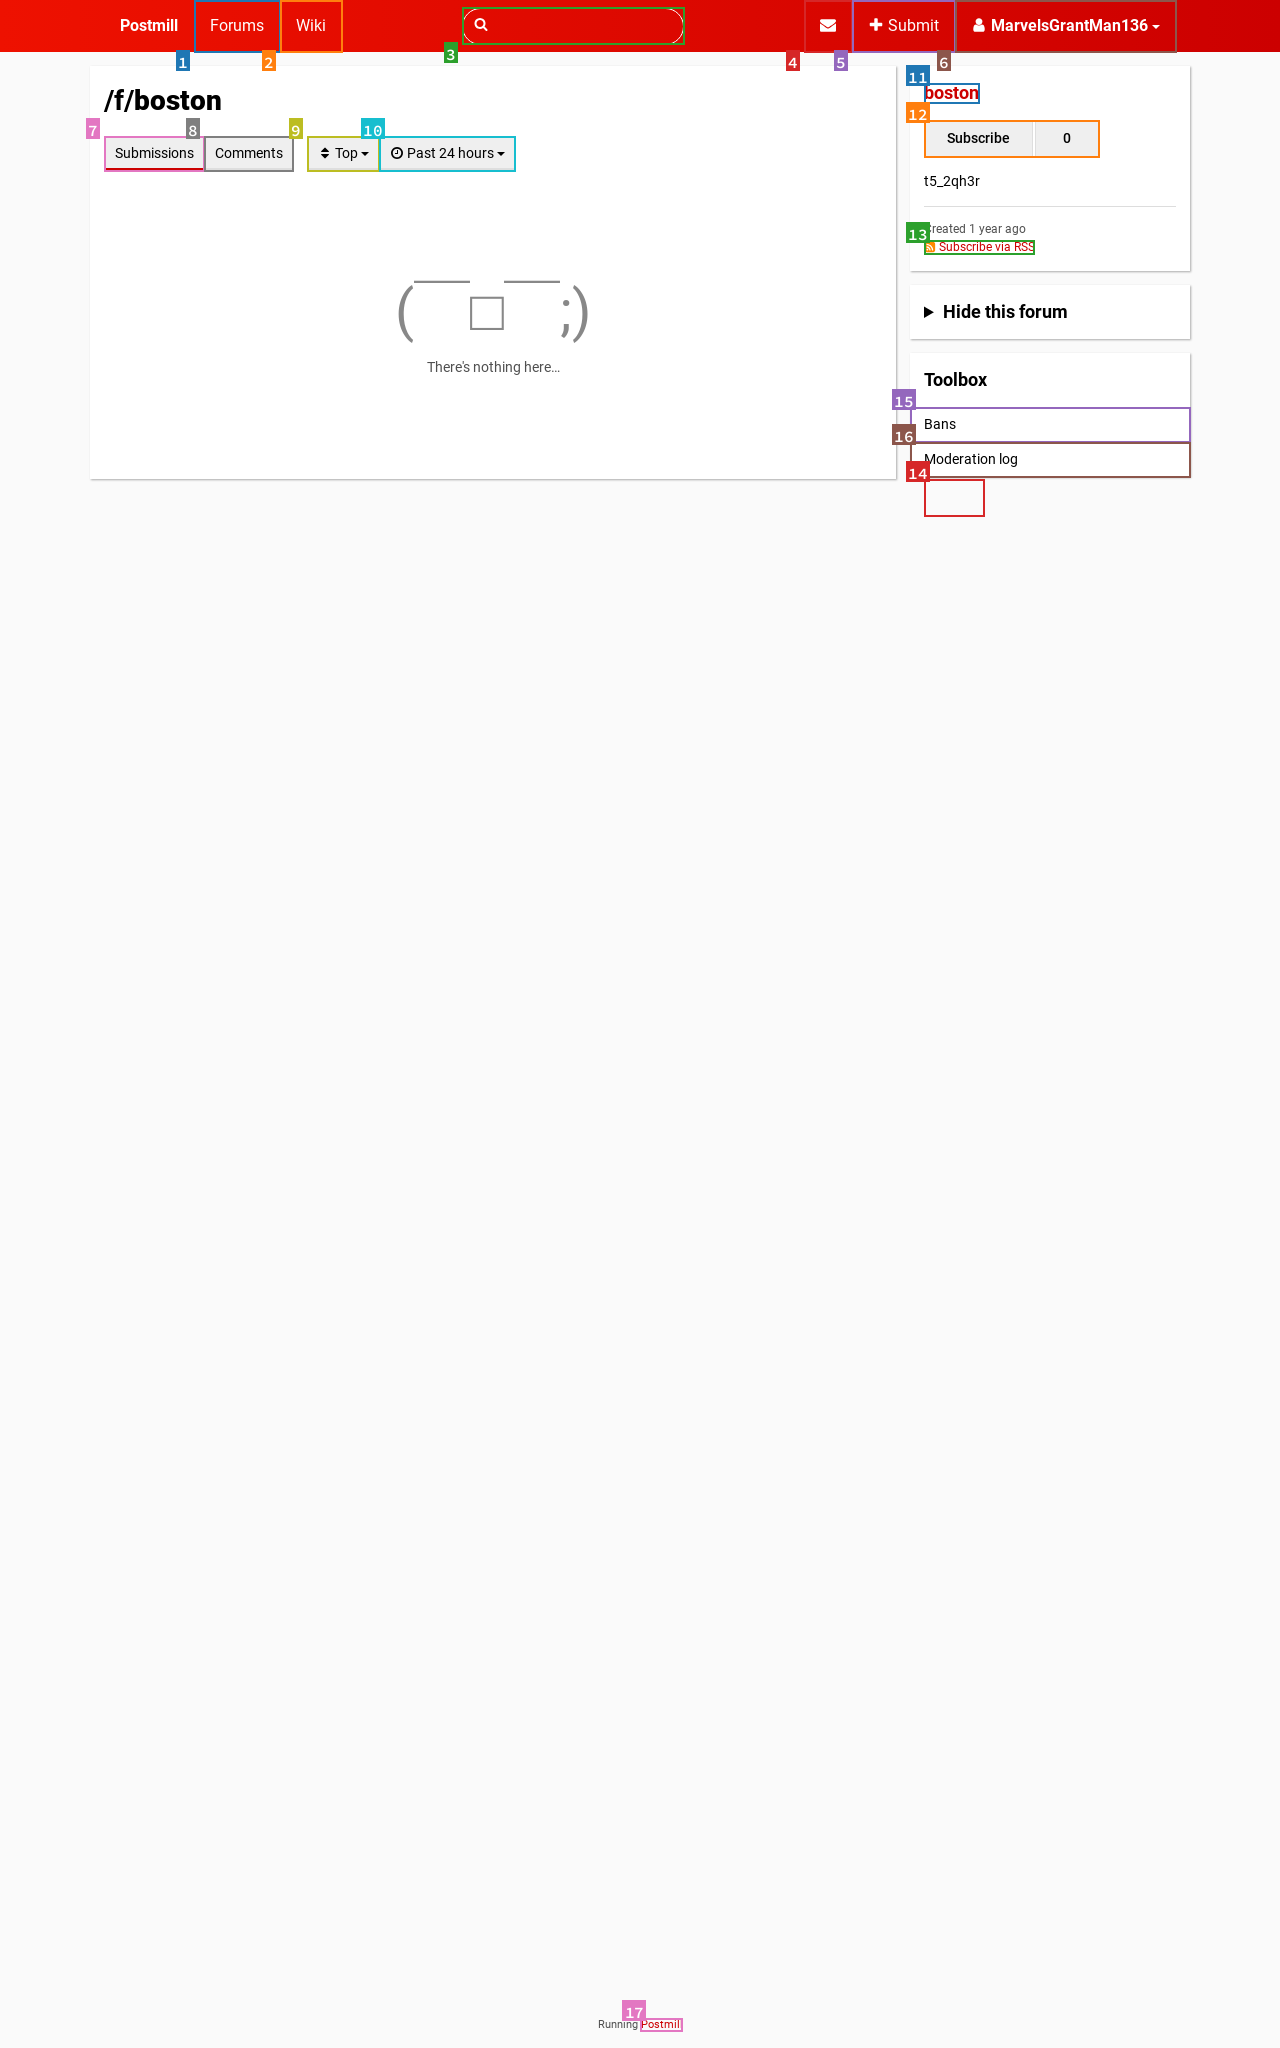 Postmill Forums Wiki Submit MarvelsGrantMan136
1 2 3 4 5 6
/f/boston
7 8 9 10
Submissions Comments Top Past 24 hours
(￣□￣;)
There's nothing here…
11
boston
12
Subscribe 0
t5_2qh3r
13
Created 1 year ago
Subscribe via RSS
Hide this forum
Toolbox
15
Bans
16
Moderation log
14
17
Running Postmill